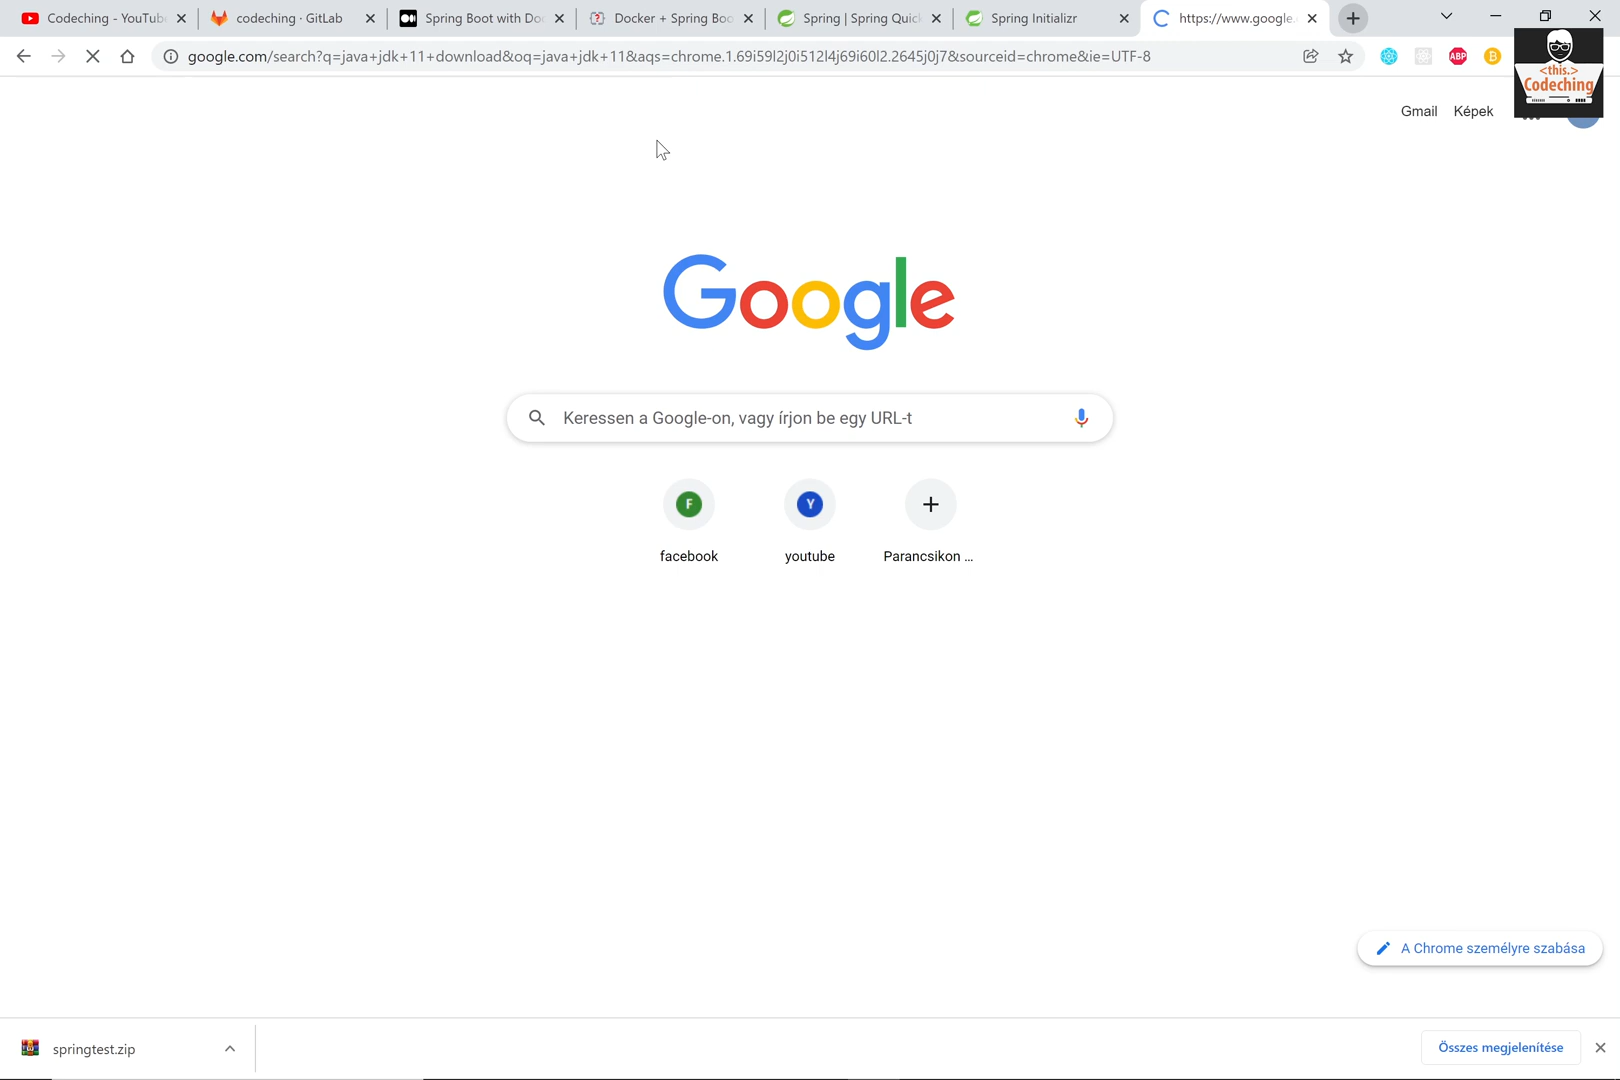 Codeching - YouTub
codeching · GitLab
Spring Boot with Do
Docker + Spring Boo
Spring | Spring Quic
Spring Initializr
https://www.google.
google.com/search?q=java+jdk+11+download&oq=java+jdk+11&aqs=chrome.1.69i59l2j0i512l4j69i60l2.2645j0j7&sourceid=chrome&ie=UTF-8
ABP
B
<this.>
Codeching
Gmail
Képek
Google
Keressen a Google-on, vagy írjon be egy URL-t
F
Y
facebook
youtube
Parancsikon ...
A Chrome személyre szabása
springtest.zip
Összes megjelenítése